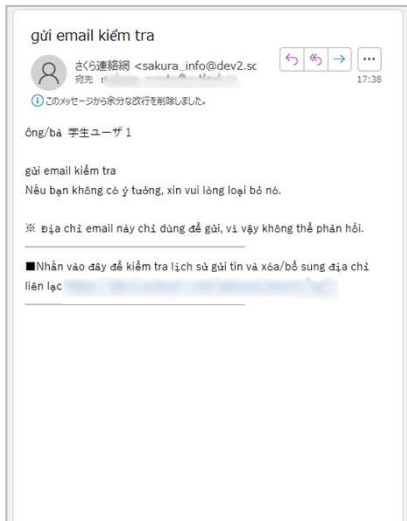 gửi email kiểm tra
さくら連絡網 <sakura_info@dev2.sc
宛先
17:38
このメッセージから余分な改行を削除しました。
ông/bà 学生ユーザ 1
gửi email kiểm tra
Nếu bạn không có ý tưởng, xin vui lòng loại bỏ nó.
※ Địa chỉ email này chỉ dùng để gửi, vì vậy không thể phản hồi.
■Nhấn vào đây để kiểm tra lịch sử gửi tin và xóa/bổ sung địa chỉ
liên lạc